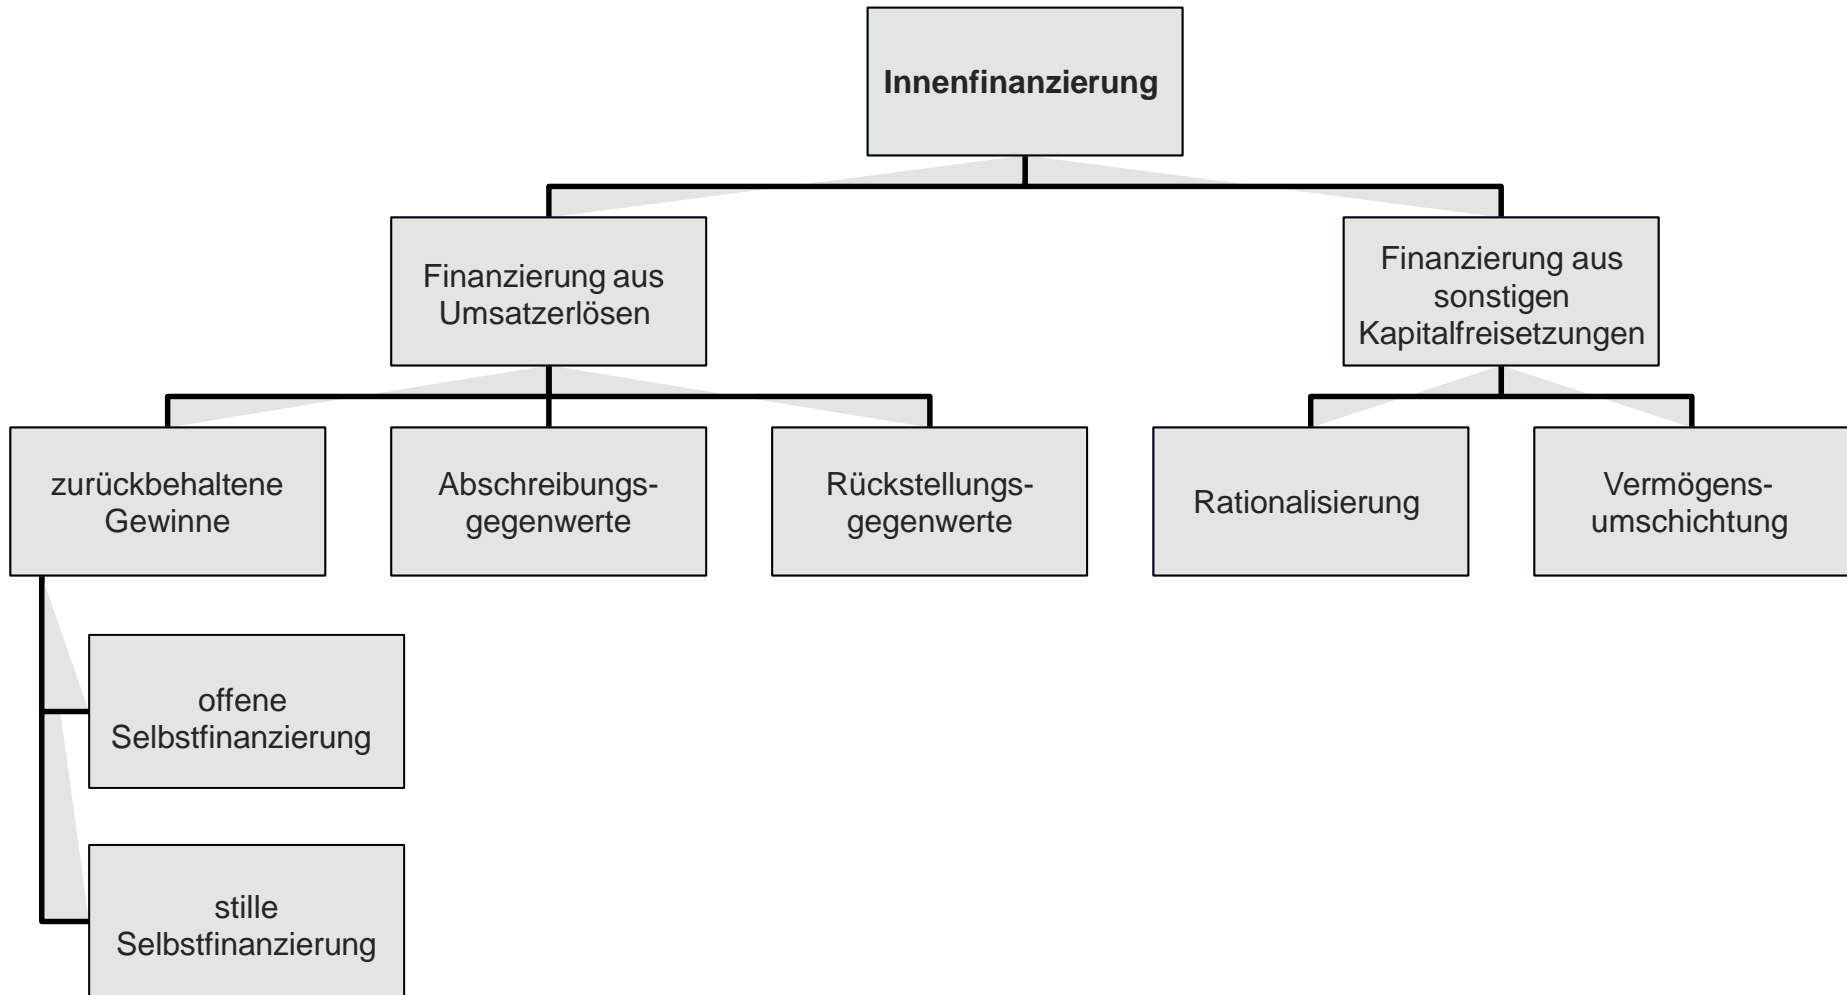 Innenfinanzierung
Finanzierung aus
Umsatzerlösen
Finanzierung aus
sonstigen
Kapitalfreisetzungen
zurückbehaltene
Gewinne
Abschreibungs-
gegenwerte
Rückstellungs-
gegenwerte
Rationalisierung
Vermögens-
umschichtung
offene
Selbstfinanzierung
stille
Selbstfinanzierung